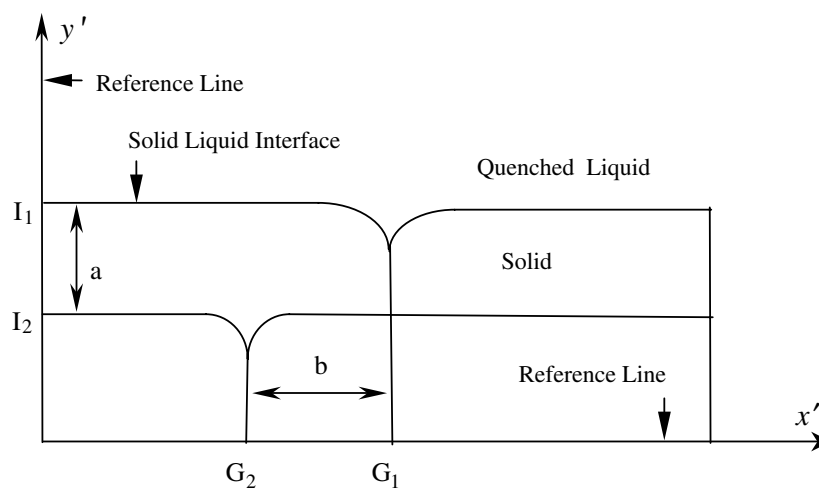 y′
Reference Line
Solid Liquid Interface
Quenched Liquid
I₁
a
Solid
I₂
b
Reference Line
x′
G₂ G₁